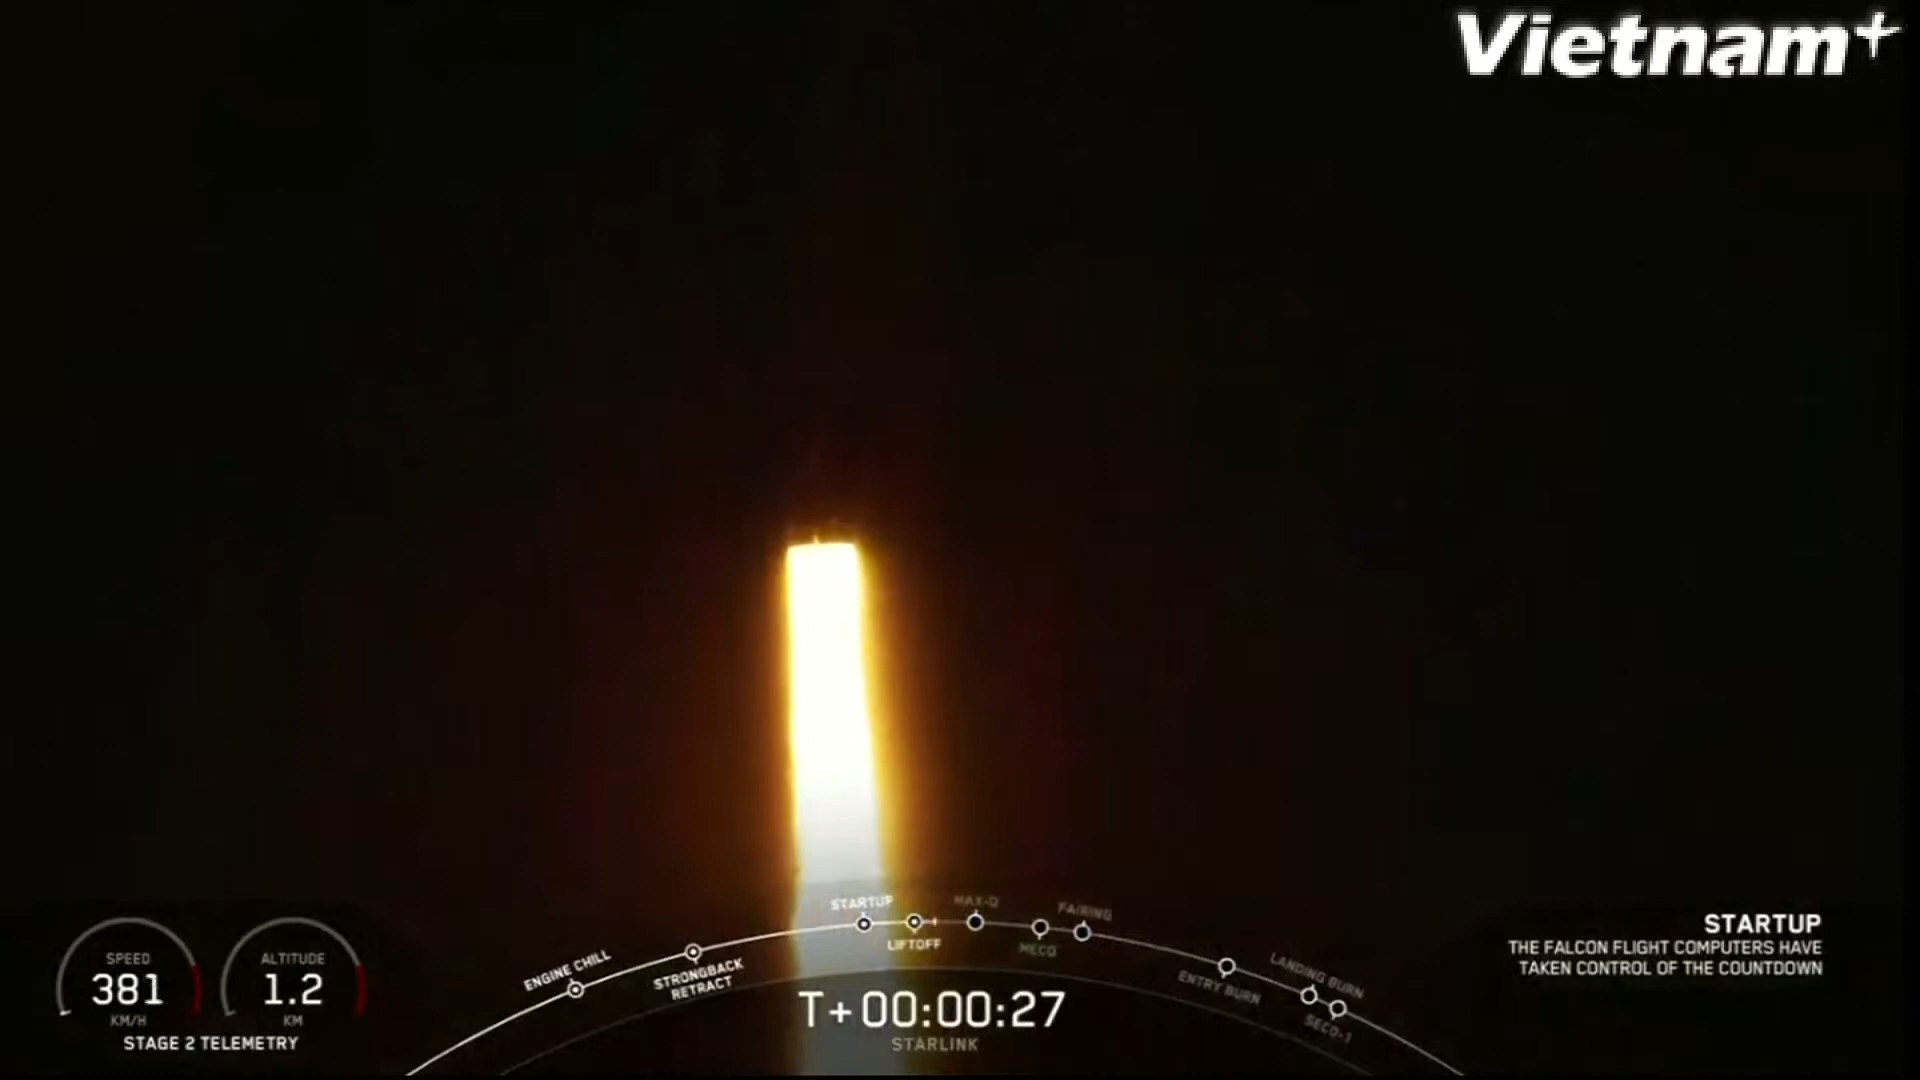 Vietnam+
STARTUP
MAX-Q
FAIRING
LIFTOFF
MECO
ENGINE CHILL
STRONGBACK
RETRACT
ENTRY BURN
LANDING BURN
SECO-1
SPEED
381
KM/H
ALTITUDE
1.2
KM
STAGE 2 TELEMETRY
T+00:00:27
STARLINK
STARTUP
THE FALCON FLIGHT COMPUTERS HAVE
TAKEN CONTROL OF THE COUNTDOWN